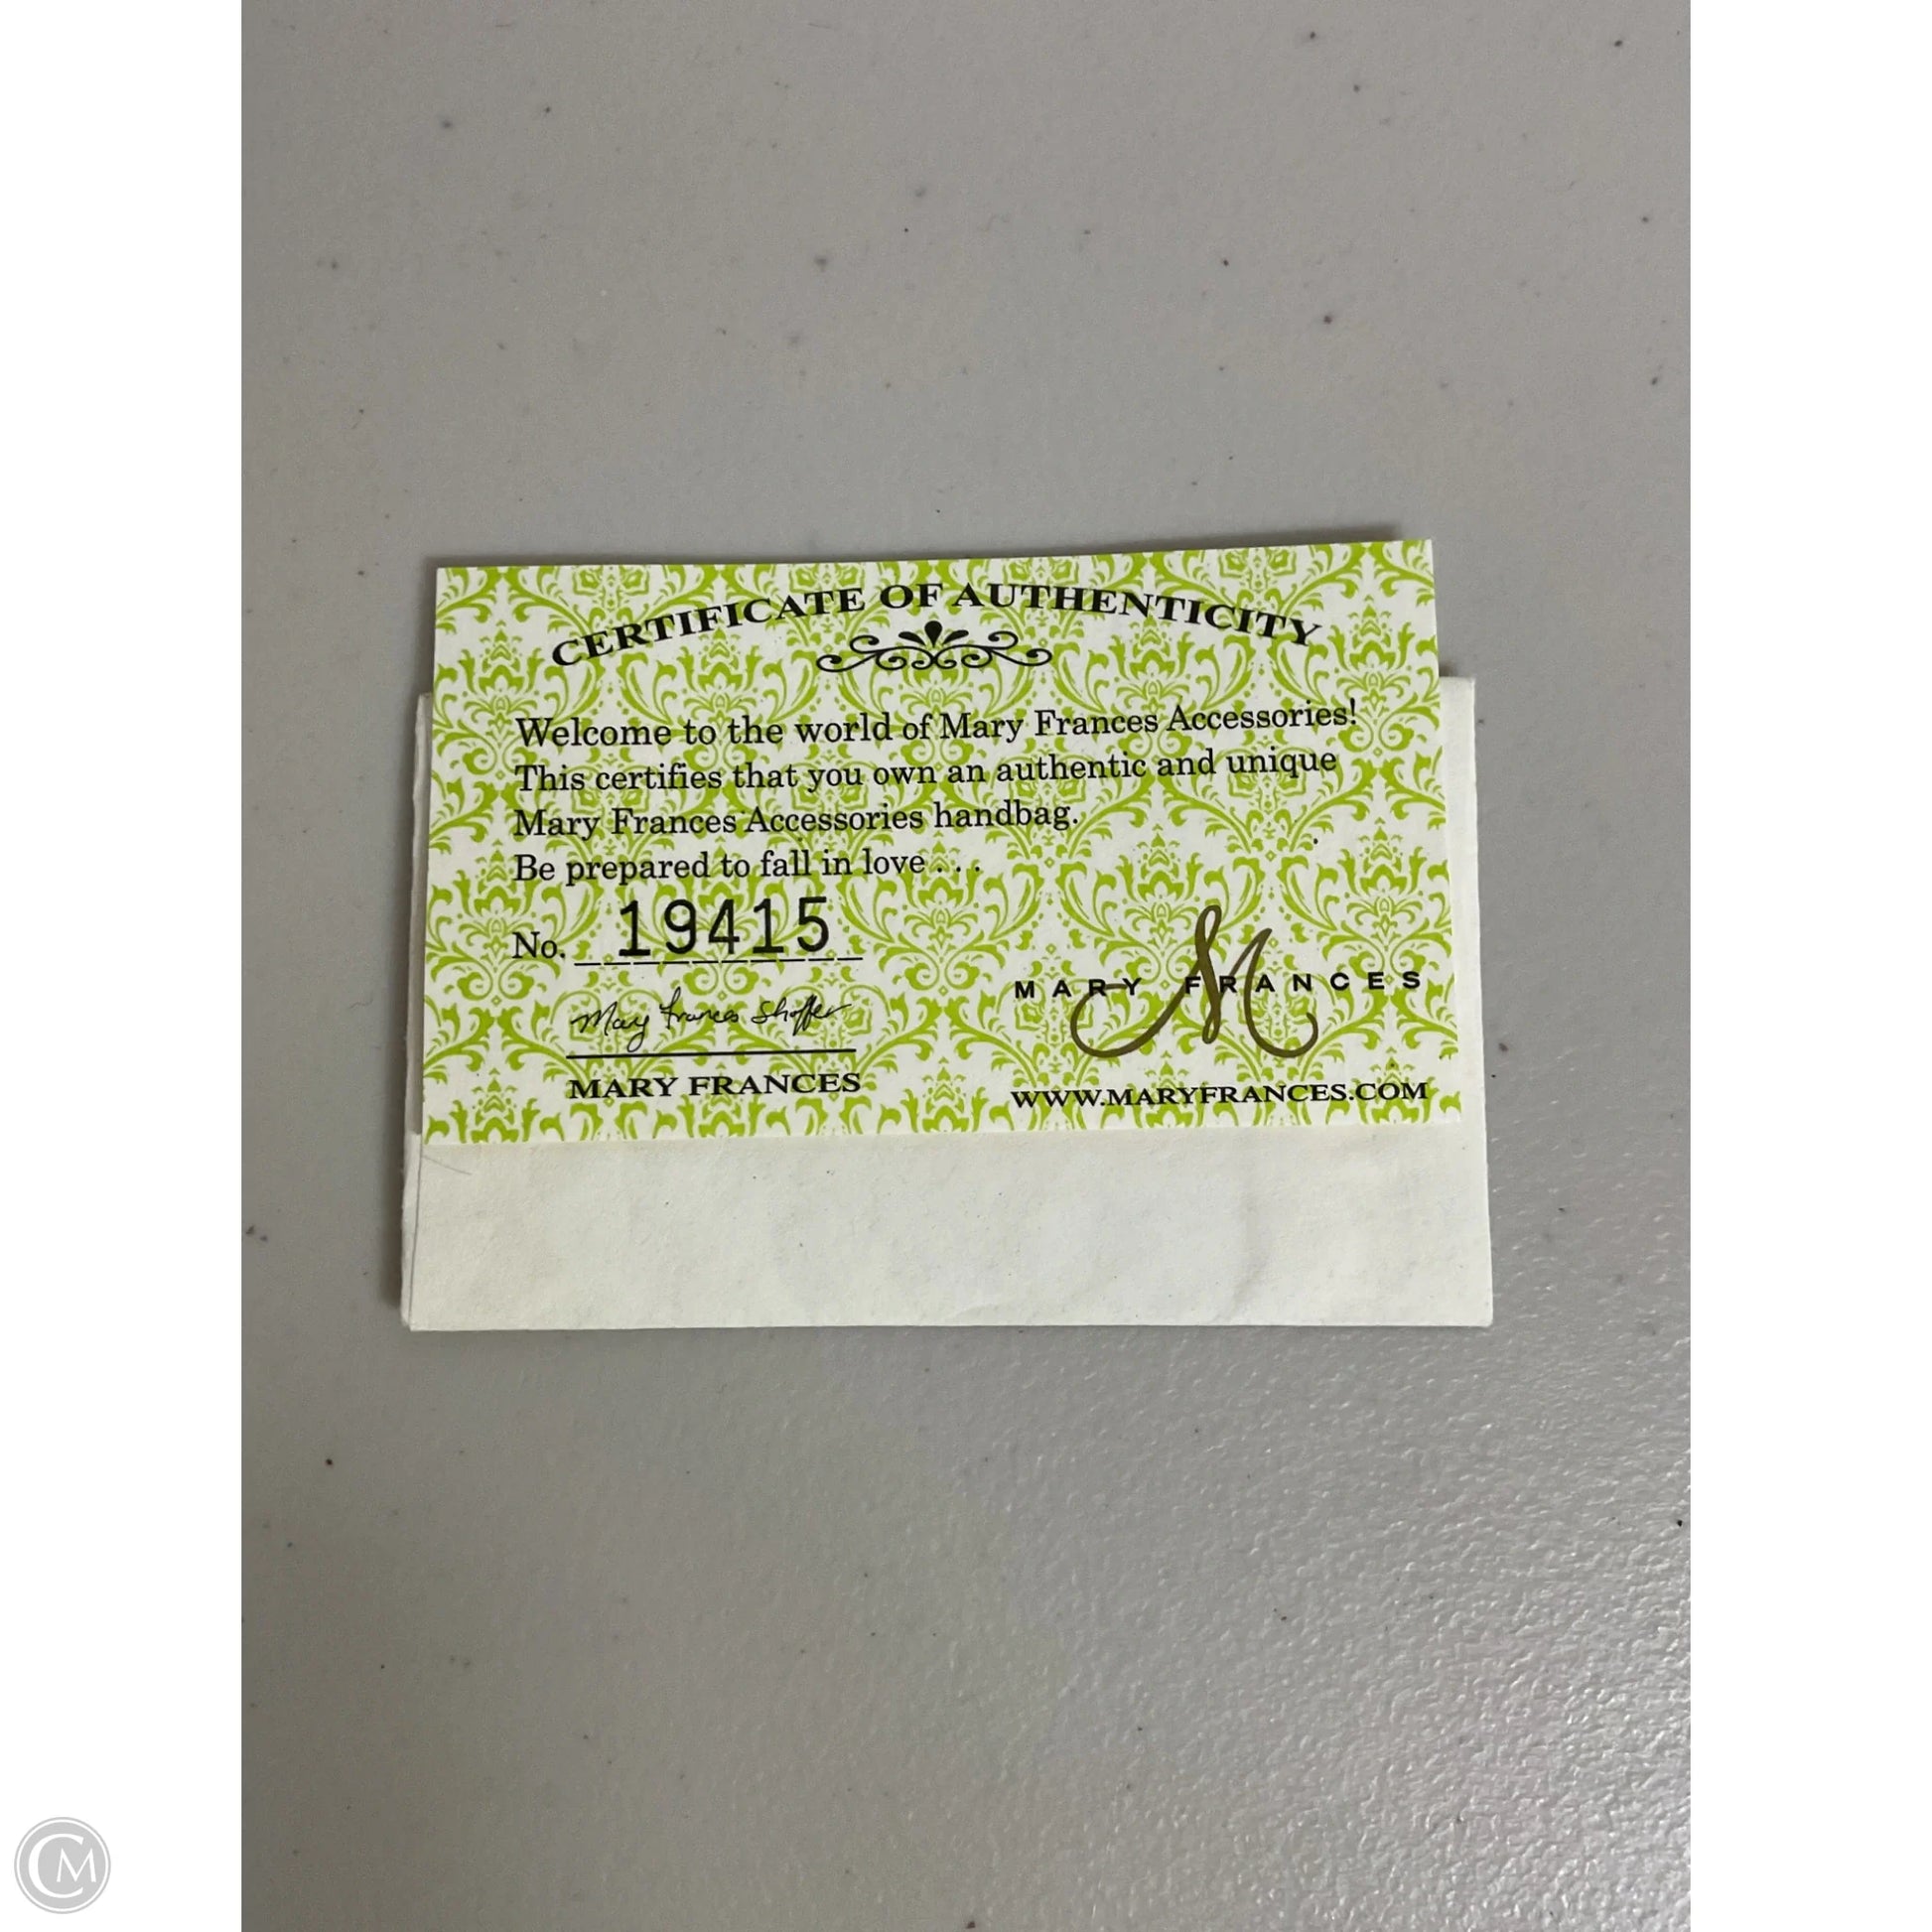 CERTIFICATE OF AUTHENTICITY
Welcome to the world of Mary Frances Accessories!
This certifies that you own an authentic and unique
Mary Frances Accessories handbag.
Be prepared to fall in love . . .
No. 19415
Mary Frances Shoffer
MARY FRANCES
MARY FRANCES
M
WWW.MARYFRANCES.COM
CM